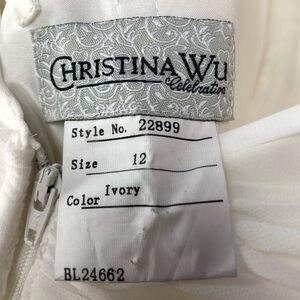 CHRISTINA WU
Celebration
Style No. 22899
Size 12
Color Ivory
BL24662